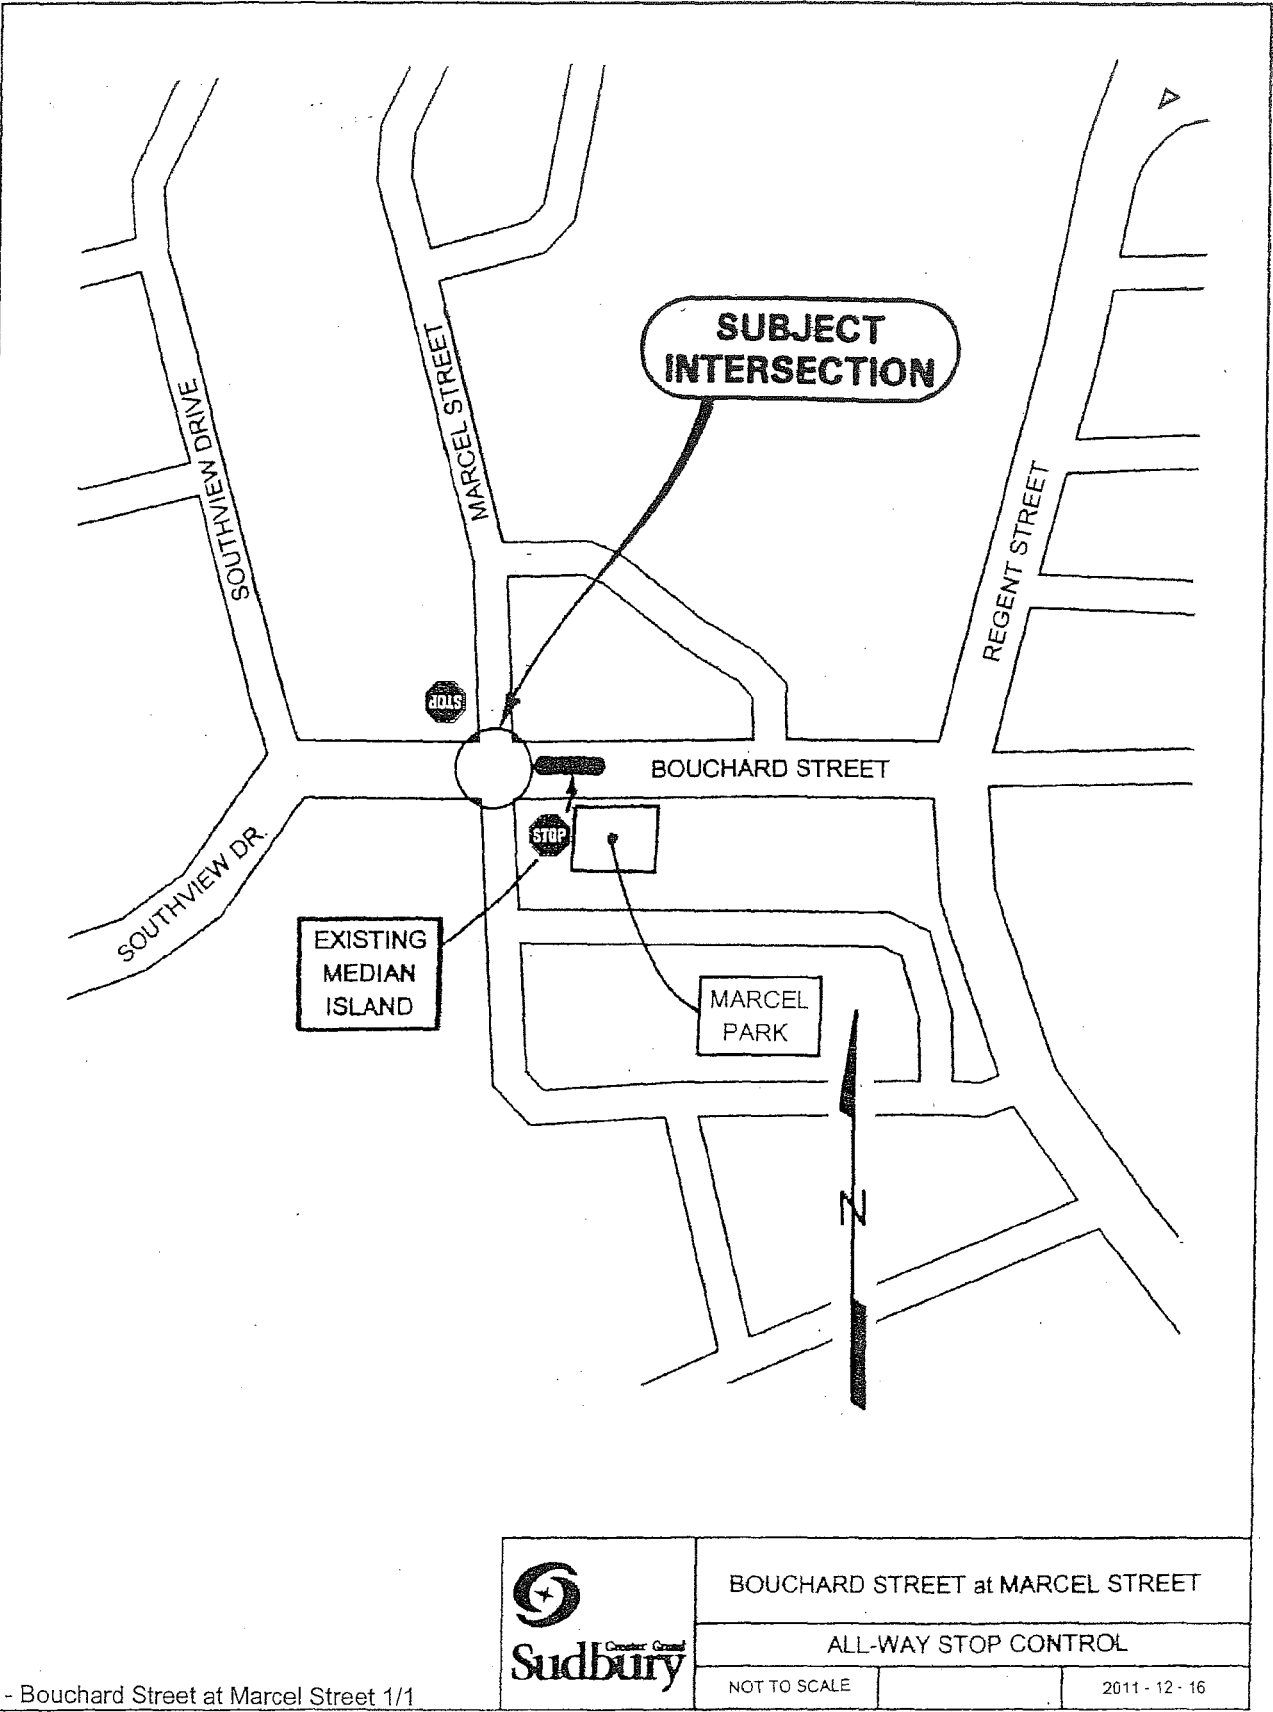 SUBJECT
INTERSECTION
SOUTHVIEW DRIVE
MARCEL STREET
REGENT STREET
STOP
BOUCHARD STREET
STOP
SOUTHVIEW DR.
EXISTING
MEDIAN
ISLAND
MARCEL
PARK
N
Greater Grand
Sudbury
BOUCHARD STREET at MARCEL STREET
ALL-WAY STOP CONTROL
NOT TO SCALE
2011 - 12 - 16
- Bouchard Street at Marcel Street 1/1